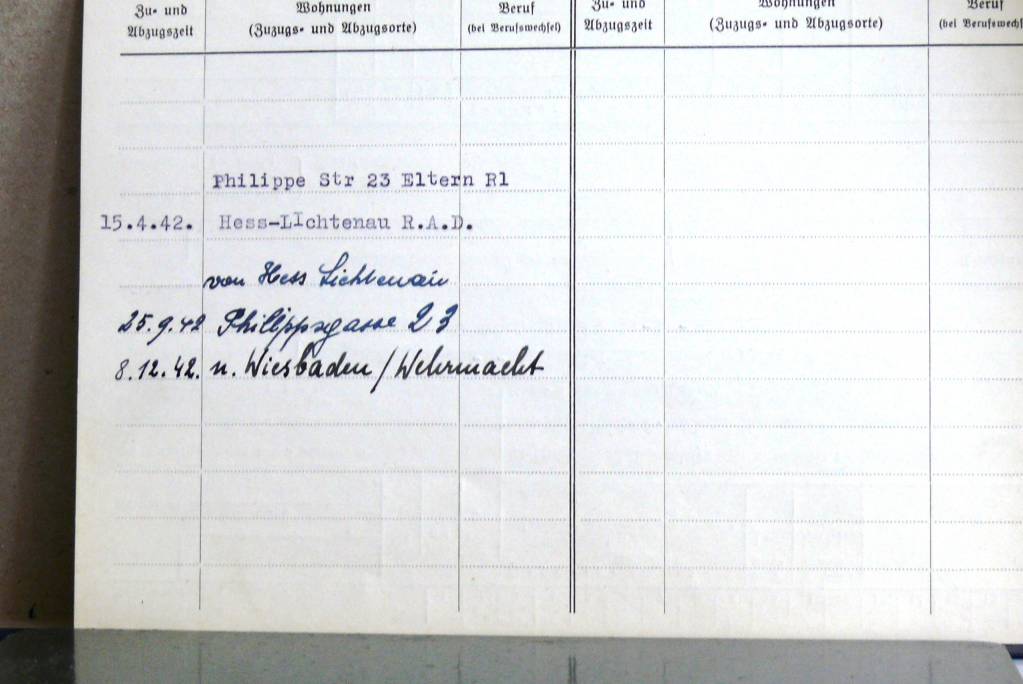 Zu- und
Abzugszeit
Wohnungen
(Zuzugs- und Abzugsorte)
Beruf
(bei Berufswechsel)
Zu- und
Abzugszeit
Wohnungen
(Zuzugs- und Abzugsorte)
Beruf
(bei Berufswechs
Philippe Str 23 Eltern Rl
15.4.42. Hess-LIchtenau R.A.D.
von Hess Lichtenau
25.9.42 Philippsgasse 23
8.12.42. n. Wiesbaden/Wehrmacht